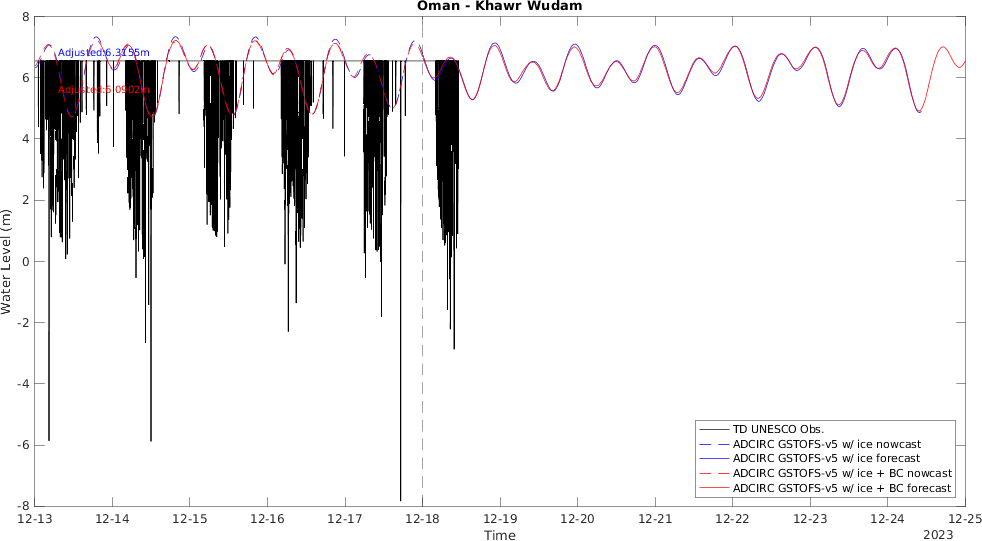 Oman - Khawr Wudam
8
6
4
2
0
-2
-4
-6
-8
Water Level (m)
Adjusted:6.3155m
Adjusted:6.0902m
TD UNESCO Obs.
ADCIRC GSTOFS-v5 w/ ice nowcast
ADCIRC GSTOFS-v5 w/ ice forecast
ADCIRC GSTOFS-v5 w/ ice + BC nowcast
ADCIRC GSTOFS-v5 w/ ice + BC forecast
12-13 12-14 12-15 12-16 12-17 12-18 12-19 12-20 12-21 12-22 12-23 12-24 12-25
Time
2023